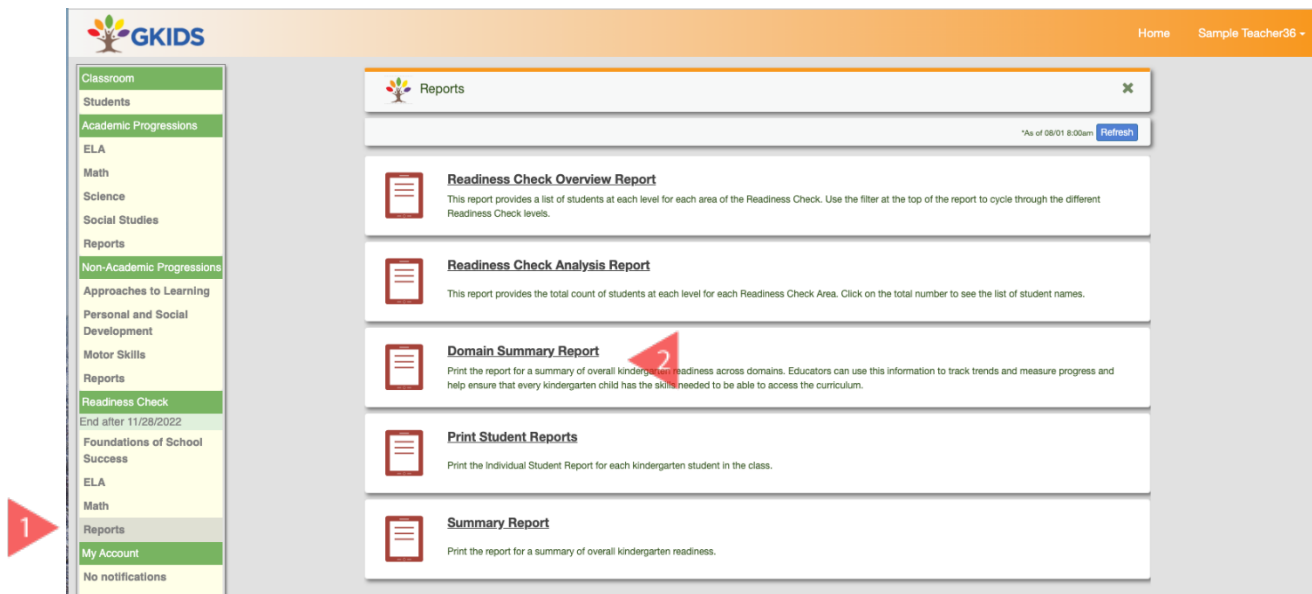 GKIDS
Home
Sample Teacher36
Classroom
Students
Academic Progressions
ELA
Math
Science
Social Studies
Reports
Non-Academic Progressions
Approaches to Learning
Personal and Social
Development
Motor Skills
Reports
Readiness Check
End after 11/28/2022
Foundations of School
Success
ELA
Math
1
Reports
My Account
No notifications
Reports
*As of 08/01 8:00am
Refresh
Readiness Check Overview Report
This report provides a list of students at each level for each area of the Readiness Check. Use the filter at the top of the report to cycle through the different
Readiness Check levels.
Readiness Check Analysis Report
This report provides the total count of students at each level for each Readiness Check Area. Click on the total number to see the list of student names.
Domain Summary Report
2
Print the report for a summary of overall kindergarten readiness across domains. Educators can use this information to track trends and measure progress and
help ensure that every kindergarten child has the skills needed to be able to access the curriculum.
Print Student Reports
Print the Individual Student Report for each kindergarten student in the class.
Summary Report
Print the report for a summary of overall kindergarten readiness.